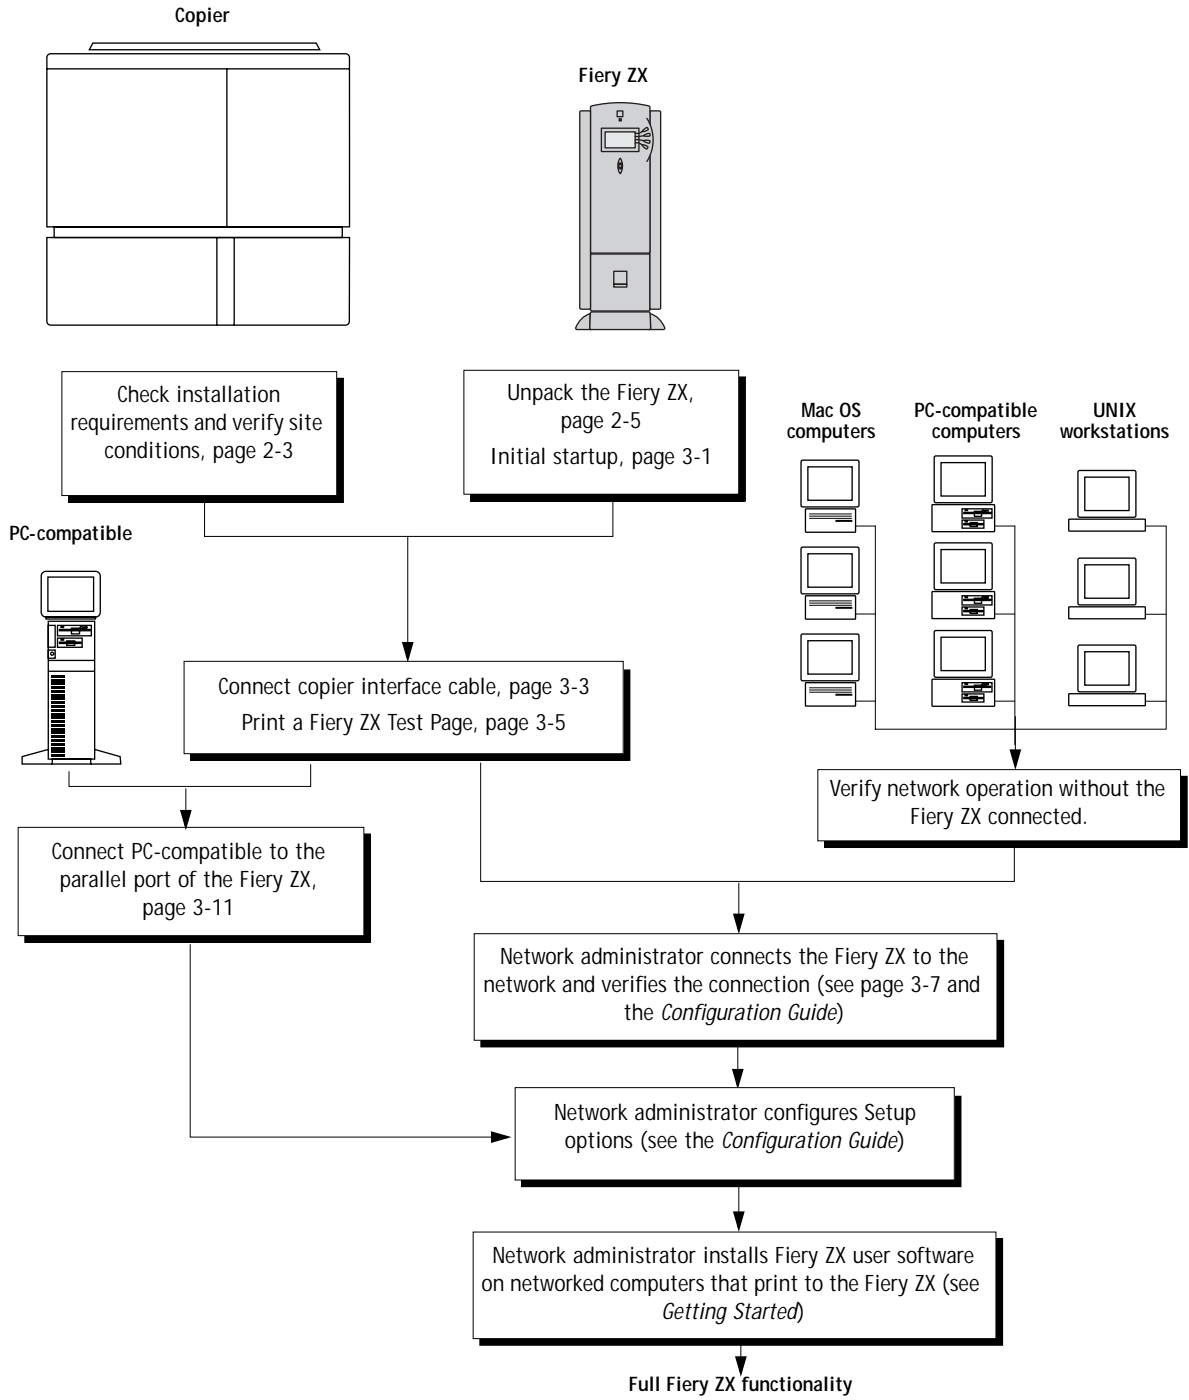 Copier
Fiery ZX
Check installation
requirements and verify site
conditions, page 2-3
Unpack the Fiery ZX,
page 2-5
Initial startup, page 3-1
Mac OS
computers
PC-compatible
computers
UNIX
workstations
PC-compatible
Connect copier interface cable, page 3-3
Print a Fiery ZX Test Page, page 3-5
Verify network operation without the
Fiery ZX connected.
Connect PC-compatible to the
parallel port of the Fiery ZX,
page 3-11
Network administrator connects the Fiery ZX to the
network and verifies the connection (see page 3-7 and
the Configuration Guide)
Network administrator configures Setup
options (see the Configuration Guide)
Network administrator installs Fiery ZX user software
on networked computers that print to the Fiery ZX (see
Getting Started)
Full Fiery ZX functionality